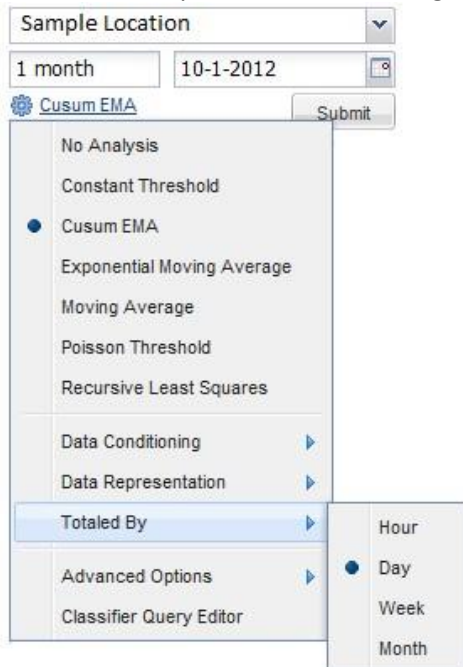 Sample Location
1 month 10-1-2012
Cusum EMA Submit
No Analysis
Constant Threshold
Cusum EMA
Exponential Moving Average
Moving Average
Poisson Threshold
Recursive Least Squares
Data Conditioning
Data Representation
Totaled By
Hour
Day
Week
Month
Advanced Options
Classifier Query Editor